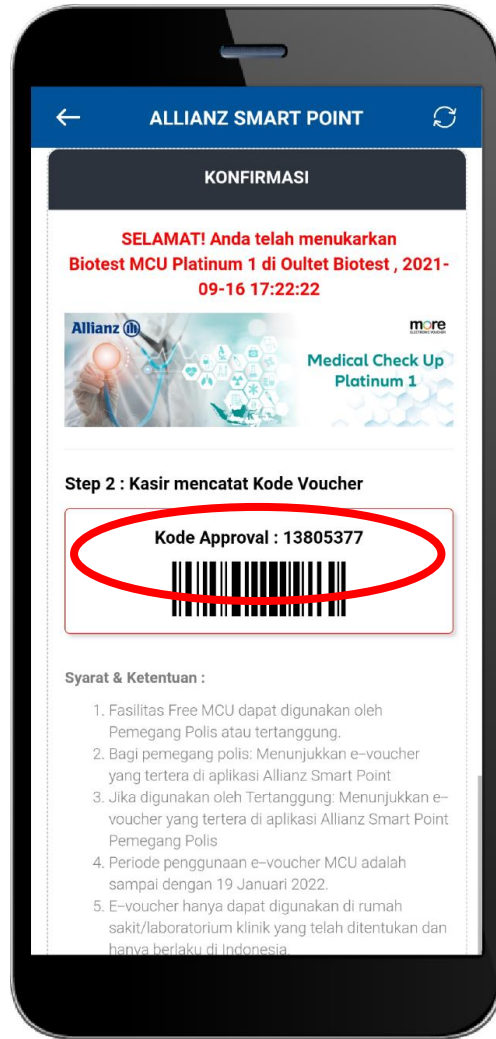 ALLIANZ SMART POINT
KONFIRMASI
SELAMAT! Anda telah menukarkan
Biotest MCU Platinum 1 di Oultet Biotest , 2021-
09-16 17:22:22
Allianz
more
Medical Check Up
Platinum 1
Step 2 : Kasir mencatat Kode Voucher
Kode Approval : 13805377
Syarat & Ketentuan :
1. Fasilitas Free MCU dapat digunakan oleh
Pemegang Polis atau tertanggung.
2. Bagi pemegang polis: Menunjukkan e-voucher
yang tertera di aplikasi Allianz Smart Point
3. Jika digunakan oleh Tertanggung: Menunjukkan e-
voucher yang tertera di aplikasi Allianz Smart Point
Pemegang Polis
4. Periode penggunaan e-voucher MCU adalah
sampai dengan 19 Januari 2022.
5. E-voucher hanya dapat digunakan di rumah
sakit/laboratorium klinik yang telah ditentukan dan
hanya berlaku di Indonesia.